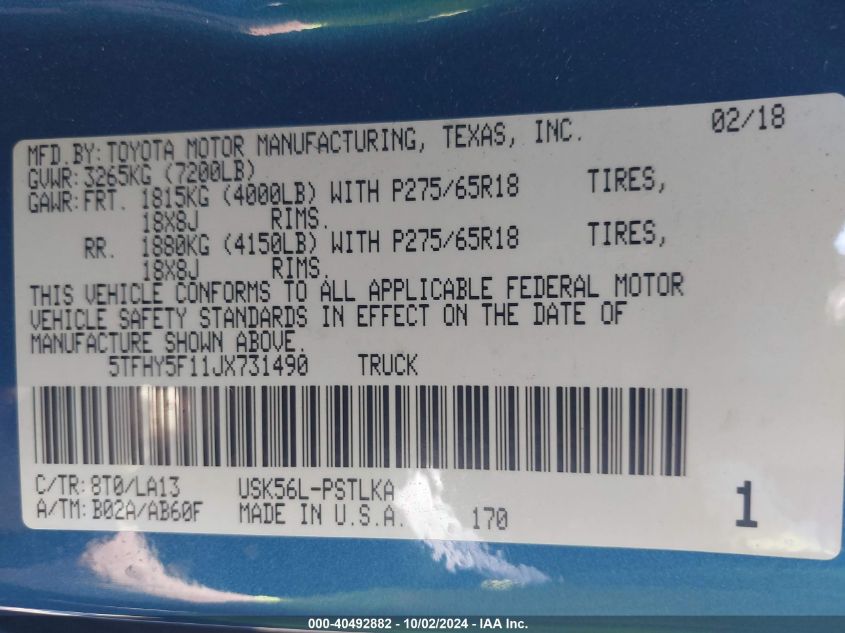 MFD.BY:TOYOTA MOTOR MANUFACTURING, TEXAS, INC. 02/18
GVWR:3265KG (7200LB)
GAWR:FRT. 1815KG (4000LB) WITH P275/65R18 TIRES,
18X8J RIMS.
RR. 1880KG (4150LB) WITH P275/65R18 TIRES,
18X8J RIMS.
THIS VEHICLE CONFORMS TO ALL APPLICABLE FEDERAL MOTOR
VEHICLE SAFETY STANDARDS IN EFFECT ON THE DATE OF
MANUFACTURE SHOWN ABOVE.
5TFHY5F11JX731490 TRUCK
C/TR:8T0/LA13 USK56L-PSTLKA
A/TM:B02A/AB60F MADE IN U.S.A. 170 1
000-40492882 - 10/02/2024 - IAA Inc.